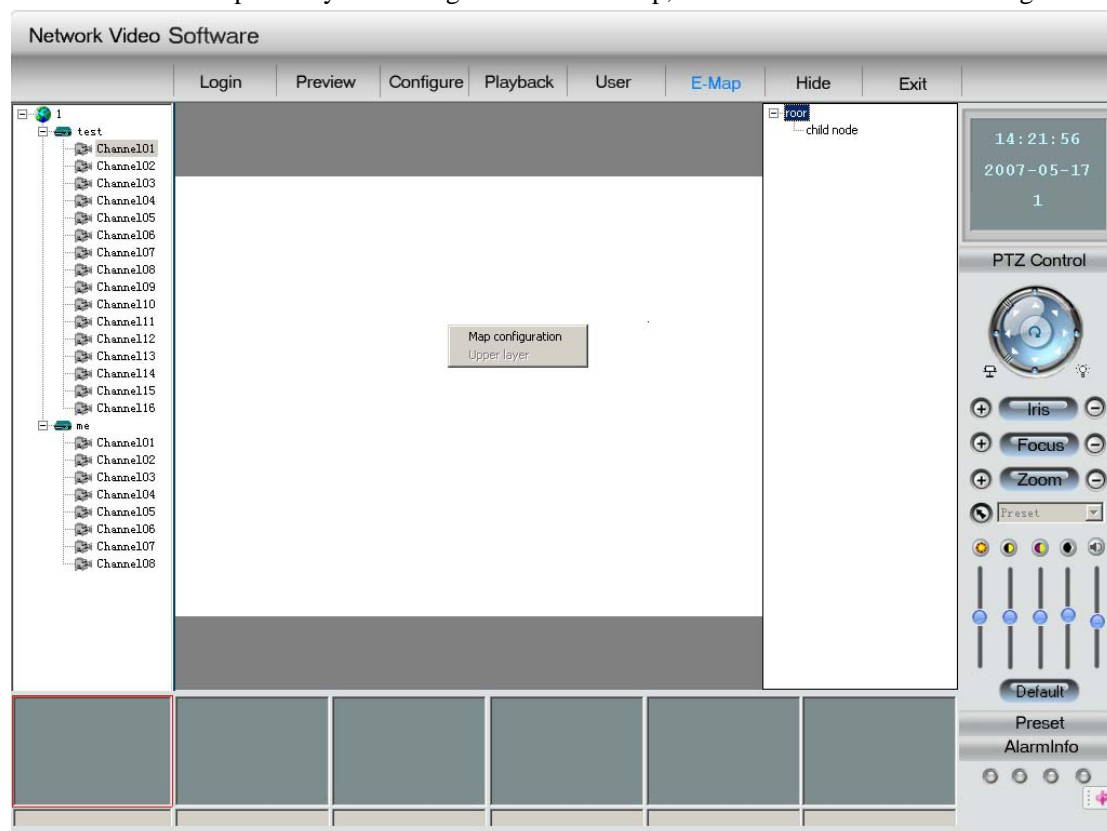 Network Video Software
Login Preview Configure Playback User E-Map Hide Exit
1
test
Channel01
Channel02
Channel03
Channel04
Channel05
Channel06
Channel07
Channel08
Channel09
Channel10
Channel11
Channel12
Channel13
Channel14
Channel15
Channel16
me
Channel01
Channel02
Channel03
Channel04
Channel05
Channel06
Channel07
Channel08
Map configuration
Upper layer
roor
child node
14:21:56
2007-05-17
1
PTZ Control
Iris
Focus
Zoom
Preset
Default
Preset
AlarmInfo